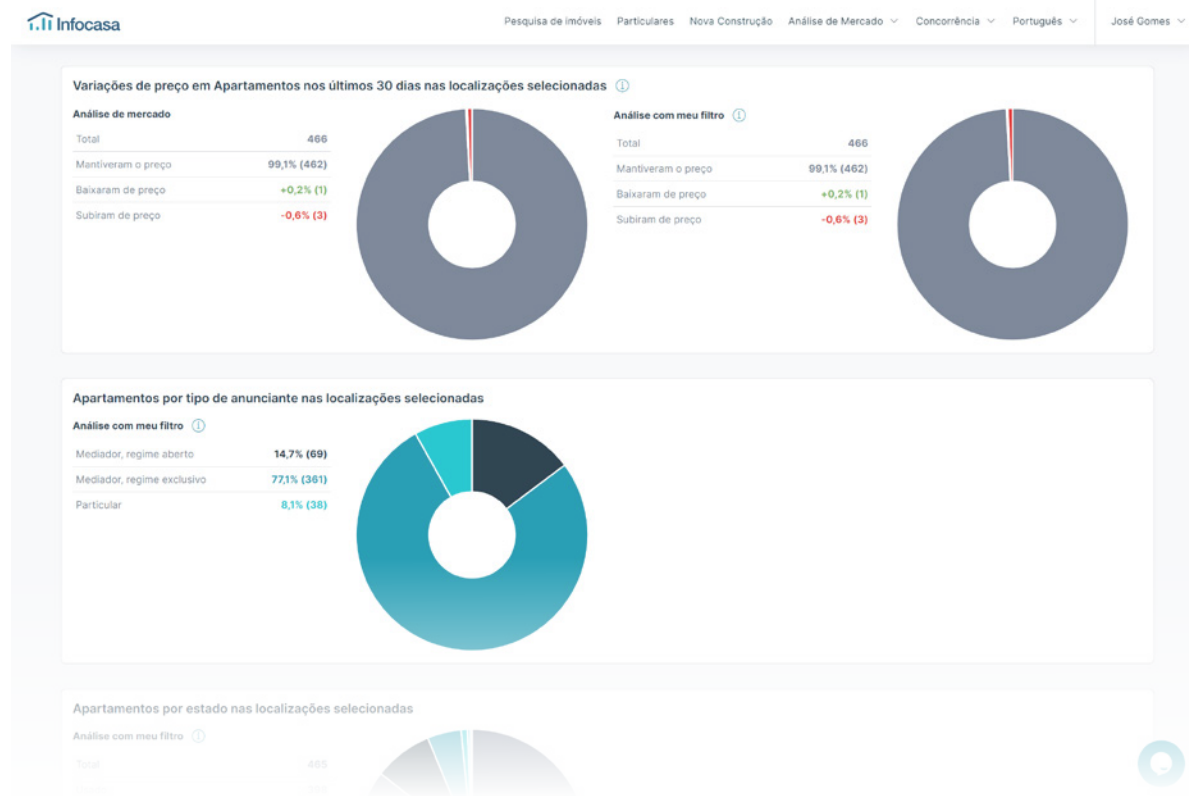 Infocasa
Pesquisa de imóveis Particulares Nova Construção Análise de Mercado Concorrência Português José Gomes
Variações de preço em Apartamentos nos últimos 30 dias nas localizações selecionadas
Análise de mercado
Total 466
Mantiveram o preço 99,1% (462)
Baixaram de preço +0,2% (1)
Subiram de preço -0,6% (3)
Análise com meu filtro
Total 466
Mantiveram o preço 99,1% (462)
Baixaram de preço +0,2% (1)
Subiram de preço -0,6% (3)
Apartamentos por tipo de anunciante nas localizações selecionadas
Análise com meu filtro
Mediador, regime aberto 14,7% (69)
Mediador, regime exclusivo 77,1% (361)
Particular 8,1% (38)
Apartamentos por estado nas localizações selecionadas
Análise com meu filtro
Total 465